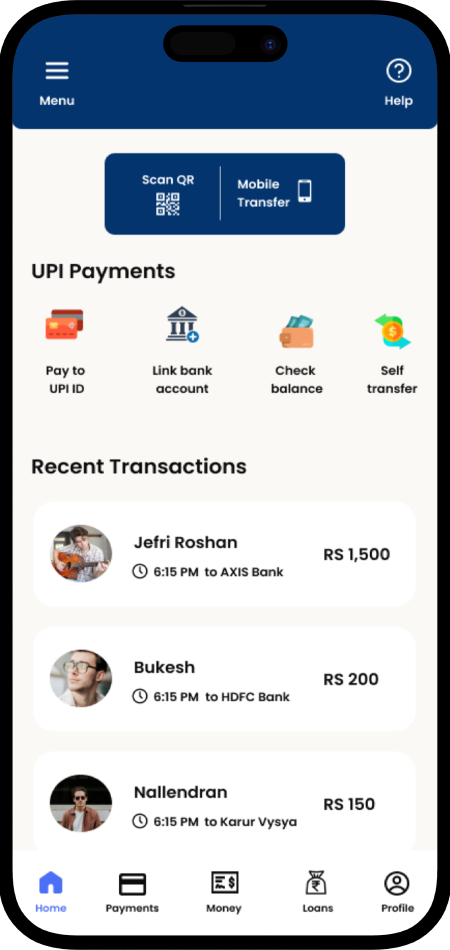 Menu
Help
Scan QR
Mobile
Transfer
UPI Payments
Pay to
UPI ID
Link bank
account
Check
balance
Self
transfer
Recent Transactions
Jefri Roshan
6:15 PM to AXIS Bank
RS 1,500
Bukesh
6:15 PM to HDFC Bank
RS 200
Nallendran
6:15 PM to Karur Vysya
RS 150
Home
Payments
Money
Loans
Profile